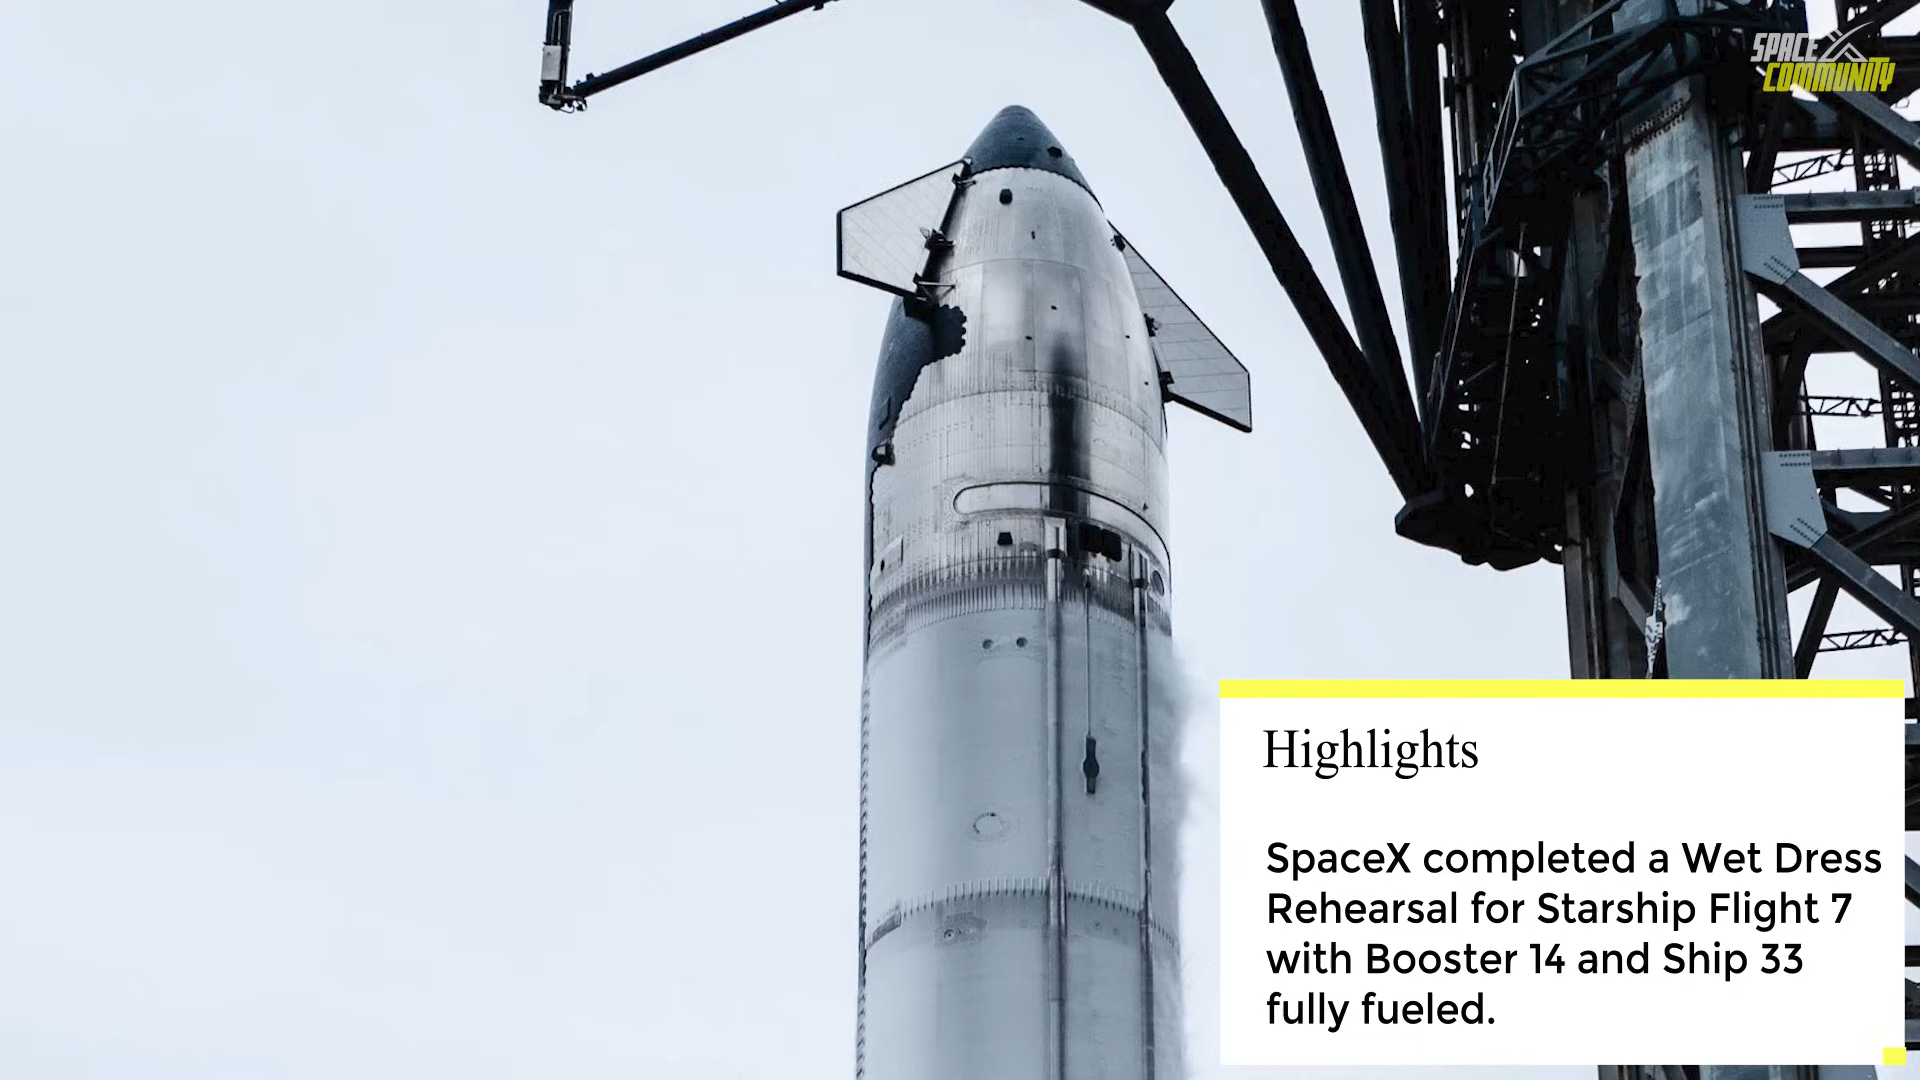 SPACEX
COMMUNITY
Highlights
SpaceX completed a Wet Dress
Rehearsal for Starship Flight 7
with Booster 14 and Ship 33
fully fueled.